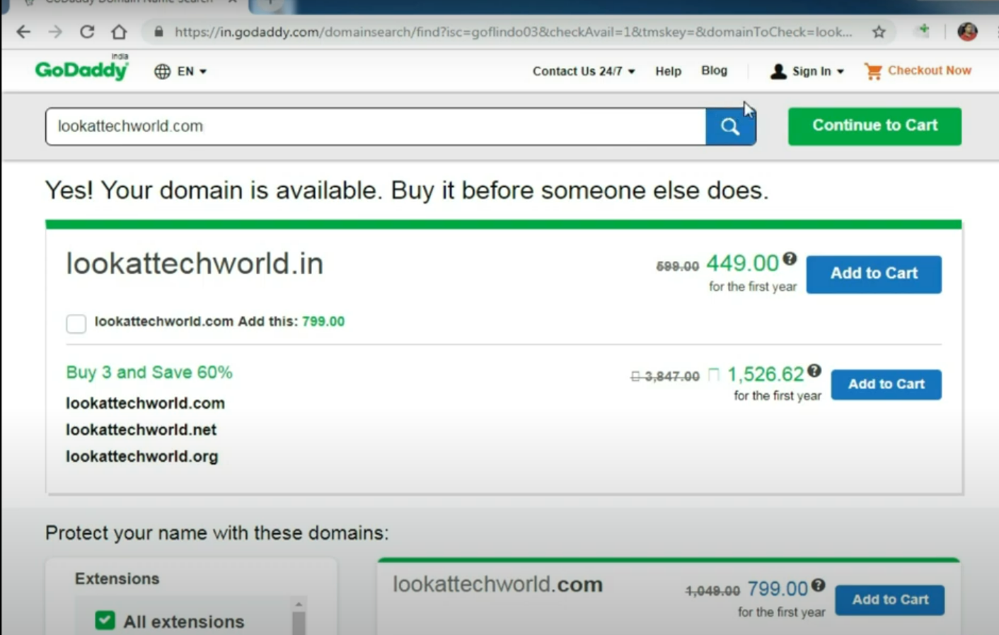 GoDaddy Domain Name Search
https://in.godaddy.com/domainsearch/find?isc=goflindo03&checkAvail=1&tmskey=&domainToCheck=look...
GoDaddy India EN Contact Us 24/7 Help Blog Sign In Checkout Now
lookattechworld.com Continue to Cart
Yes! Your domain is available. Buy it before someone else does.
lookattechworld.in 599.00 449.00 Add to Cart
for the first year
lookattechworld.com Add this: 799.00
Buy 3 and Save 60% 3,847.00 1,526.62 Add to Cart
for the first year
lookattechworld.com
lookattechworld.net
lookattechworld.org
Protect your name with these domains:
Extensions
All extensions
lookattechworld.com 1,049.00 799.00 Add to Cart
for the first year